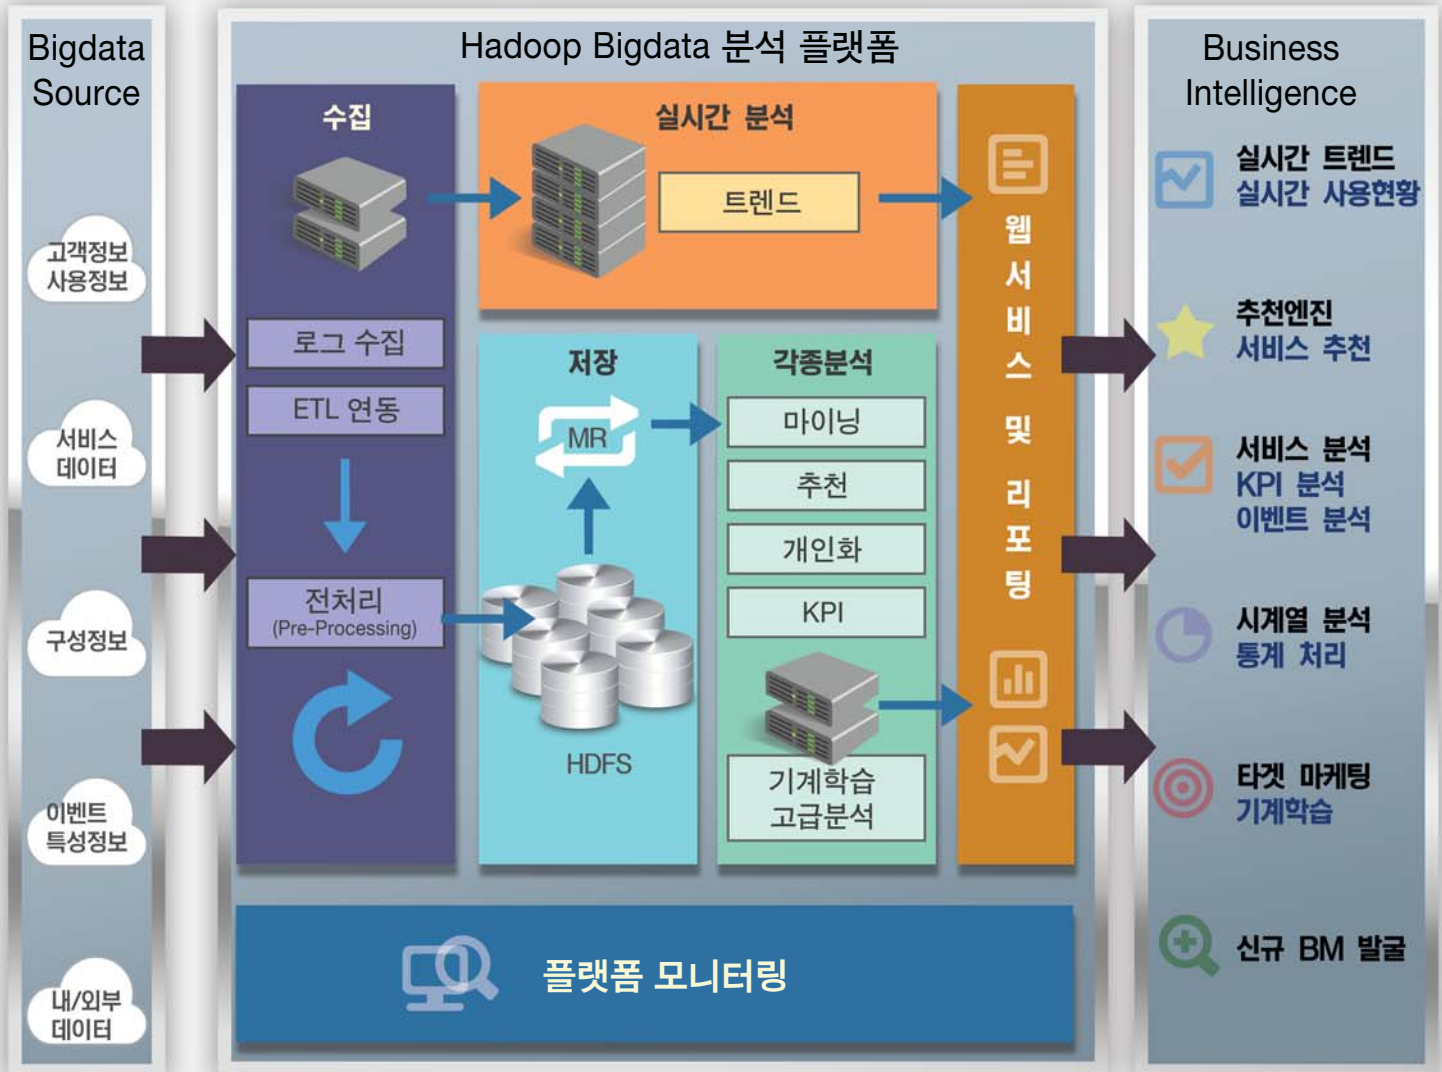 Bigdata
Source
고객정보
사용정보
서비스
데이터
구성정보
이벤트
특성정보
내/외부
데이터
Hadoop Bigdata 분석 플랫폼
수집
로그 수집
ETL 연동
전처리
(Pre-Processing)
실시간 분석
트렌드
저장
MR
HDFS
각종분석
마이닝
추천
개인화
KPI
기계학습
고급분석
웹서비스 및 리포팅
플랫폼 모니터링
Business
Intelligence
실시간 트렌드
실시간 사용현황
추천엔진
서비스 추천
서비스 분석
KPI 분석
이벤트 분석
시계열 분석
통계 처리
타겟 마케팅
기계학습
신규 BM 발굴